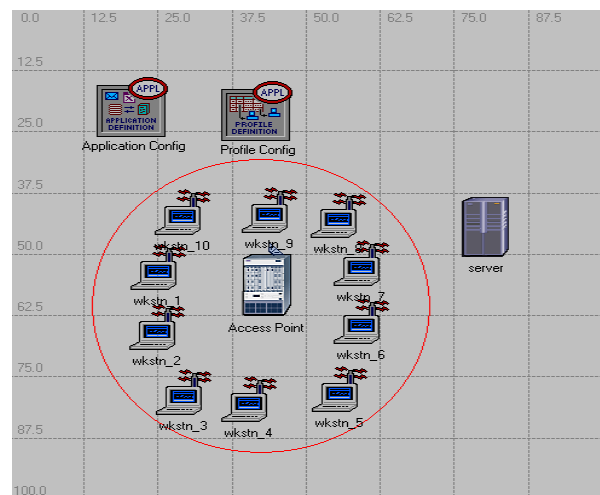 0.0 12.5 25.0 37.5 50.0 62.5 75.0 87.5
12.5
APPL
APPLICATION
DEFINITION
Application Config
APPL
PROFILE
DEFINITION
Profile Config
25.0
37.5
wkstn_10
wkstn_9
wkstn_8
server
50.0
wkstn_1
Access Point
wkstn_7
62.5
wkstn_2
wkstn_6
75.0
wkstn_3
wkstn_4
wkstn_5
87.5
100.0